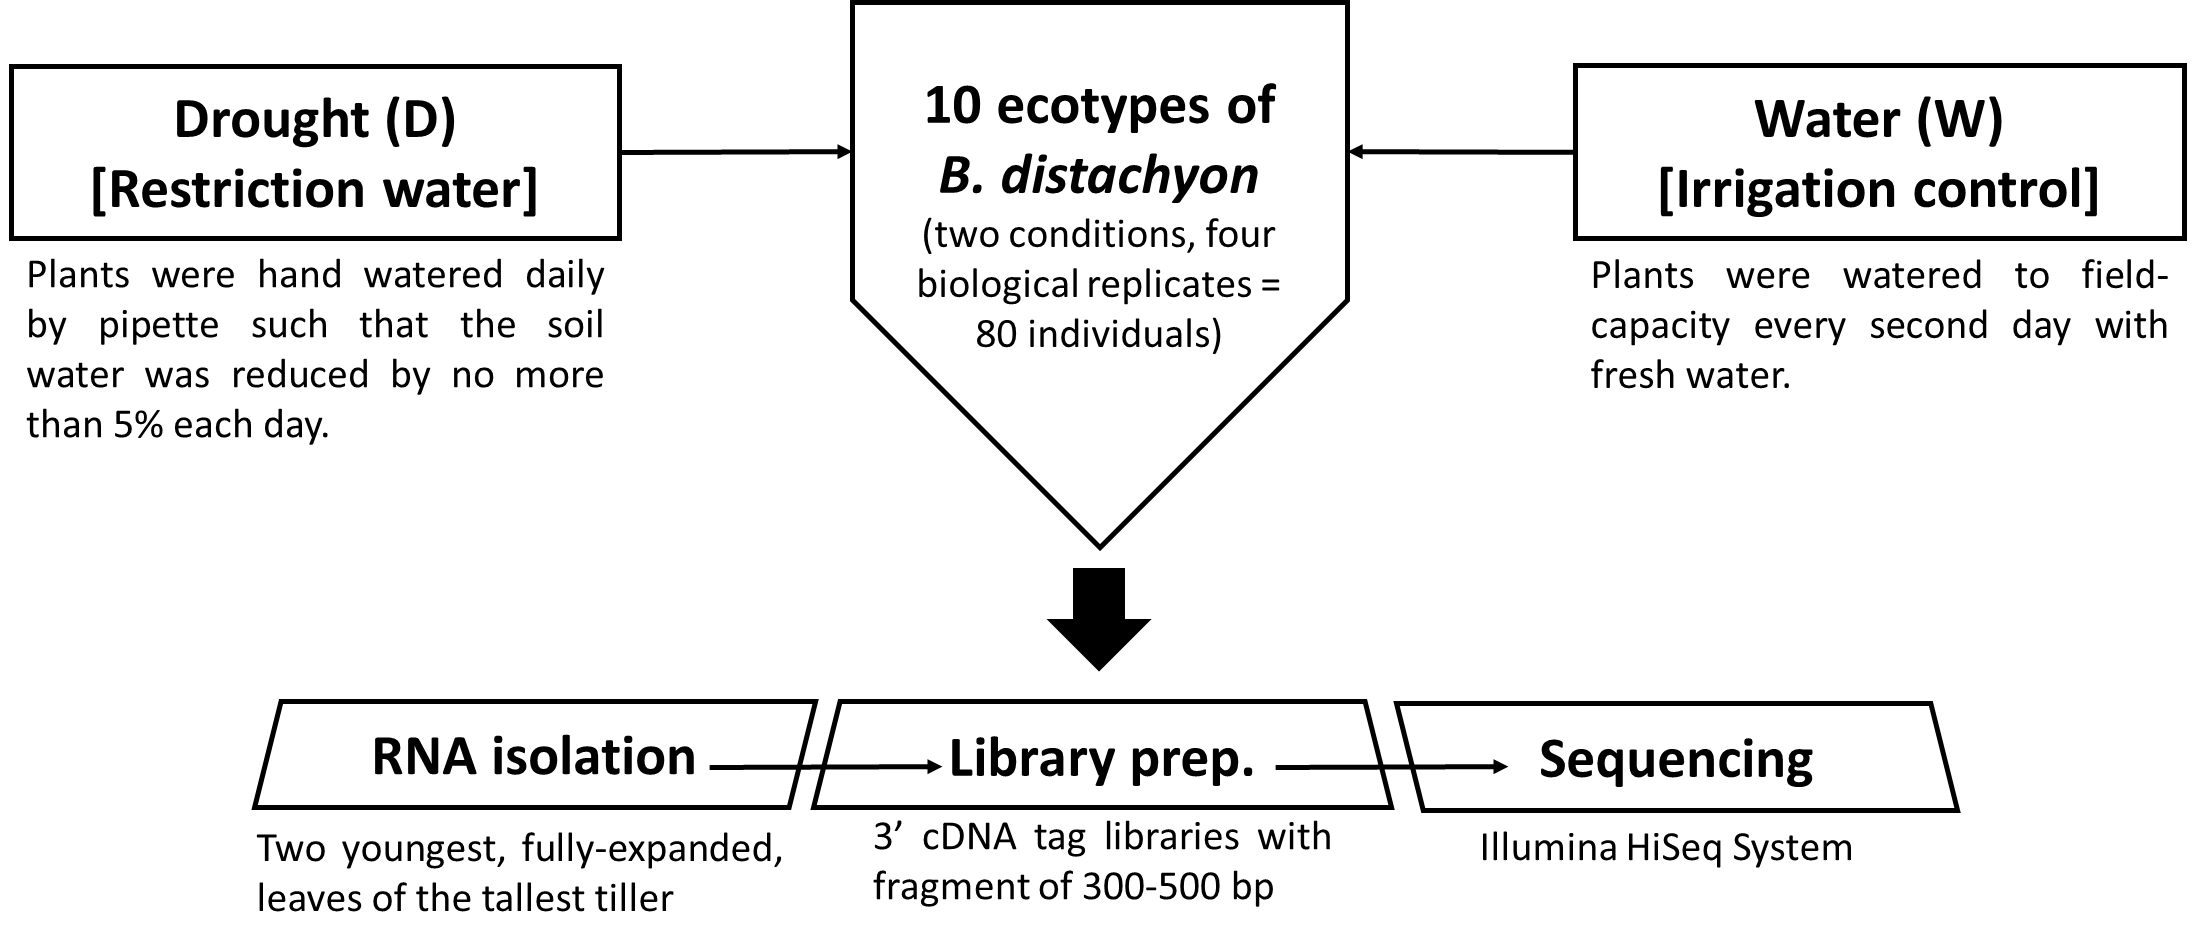 Drought (D)
[Restriction water]
Plants were hand watered daily
by pipette such that the soil
water was reduced by no more
than 5% each day.
10 ecotypes of
B. distachyon
(two conditions, four
biological replicates =
80 individuals)
Water (W)
[Irrigation control]
Plants were watered to field-
capacity every second day with
fresh water.
RNA isolation
Two youngest, fully-expanded,
leaves of the tallest tiller
Library prep.
3’ cDNA tag libraries with
fragment of 300-500 bp
Sequencing
Illumina HiSeq System